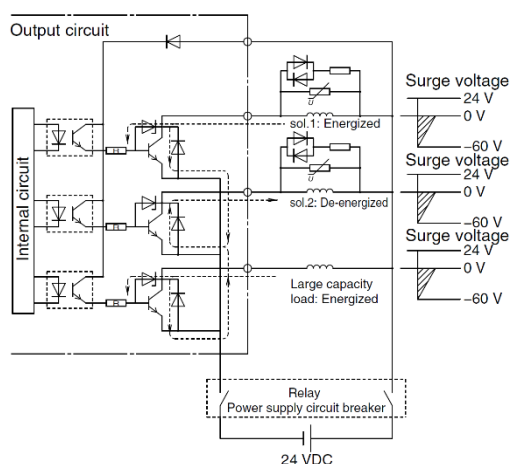 Output circuit
Internal circuit
Surge voltage
24 V
0 V
–60 V
U
sol.1: Energized
Surge voltage
24 V
0 V
–60 V
U
sol.2: De-energized
Surge voltage
24 V
0 V
–60 V
Large capacity
load: Energized
Relay
Power supply circuit breaker
24 VDC